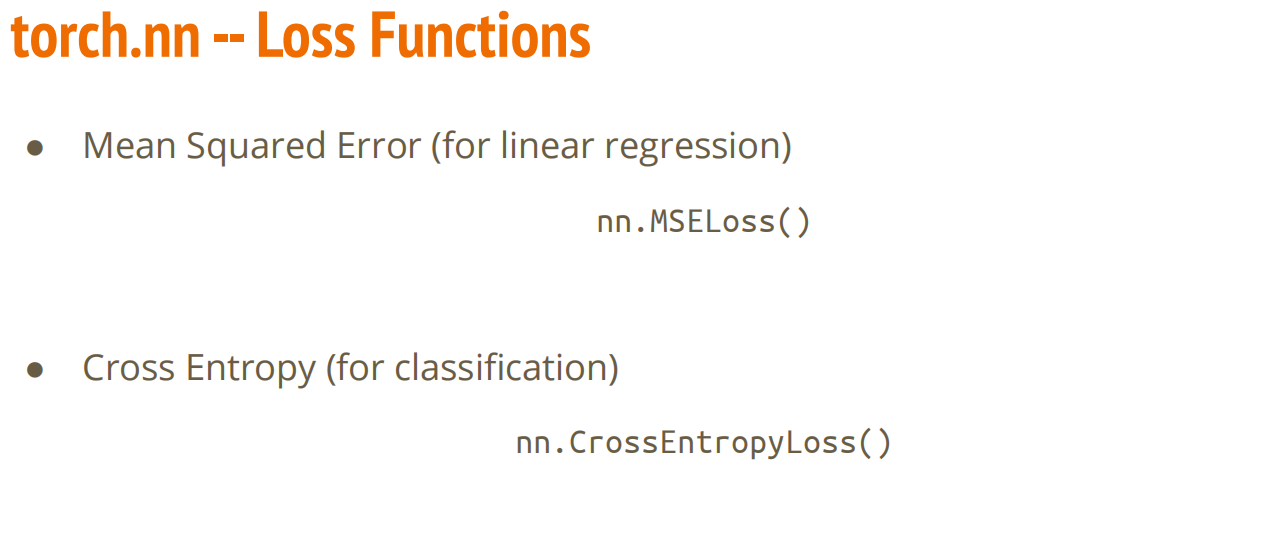 torch.nn -- Loss Functions
● Mean Squared Error (for linear regression)
nn.MSELoss()
● Cross Entropy (for classification)
nn.CrossEntropyLoss()